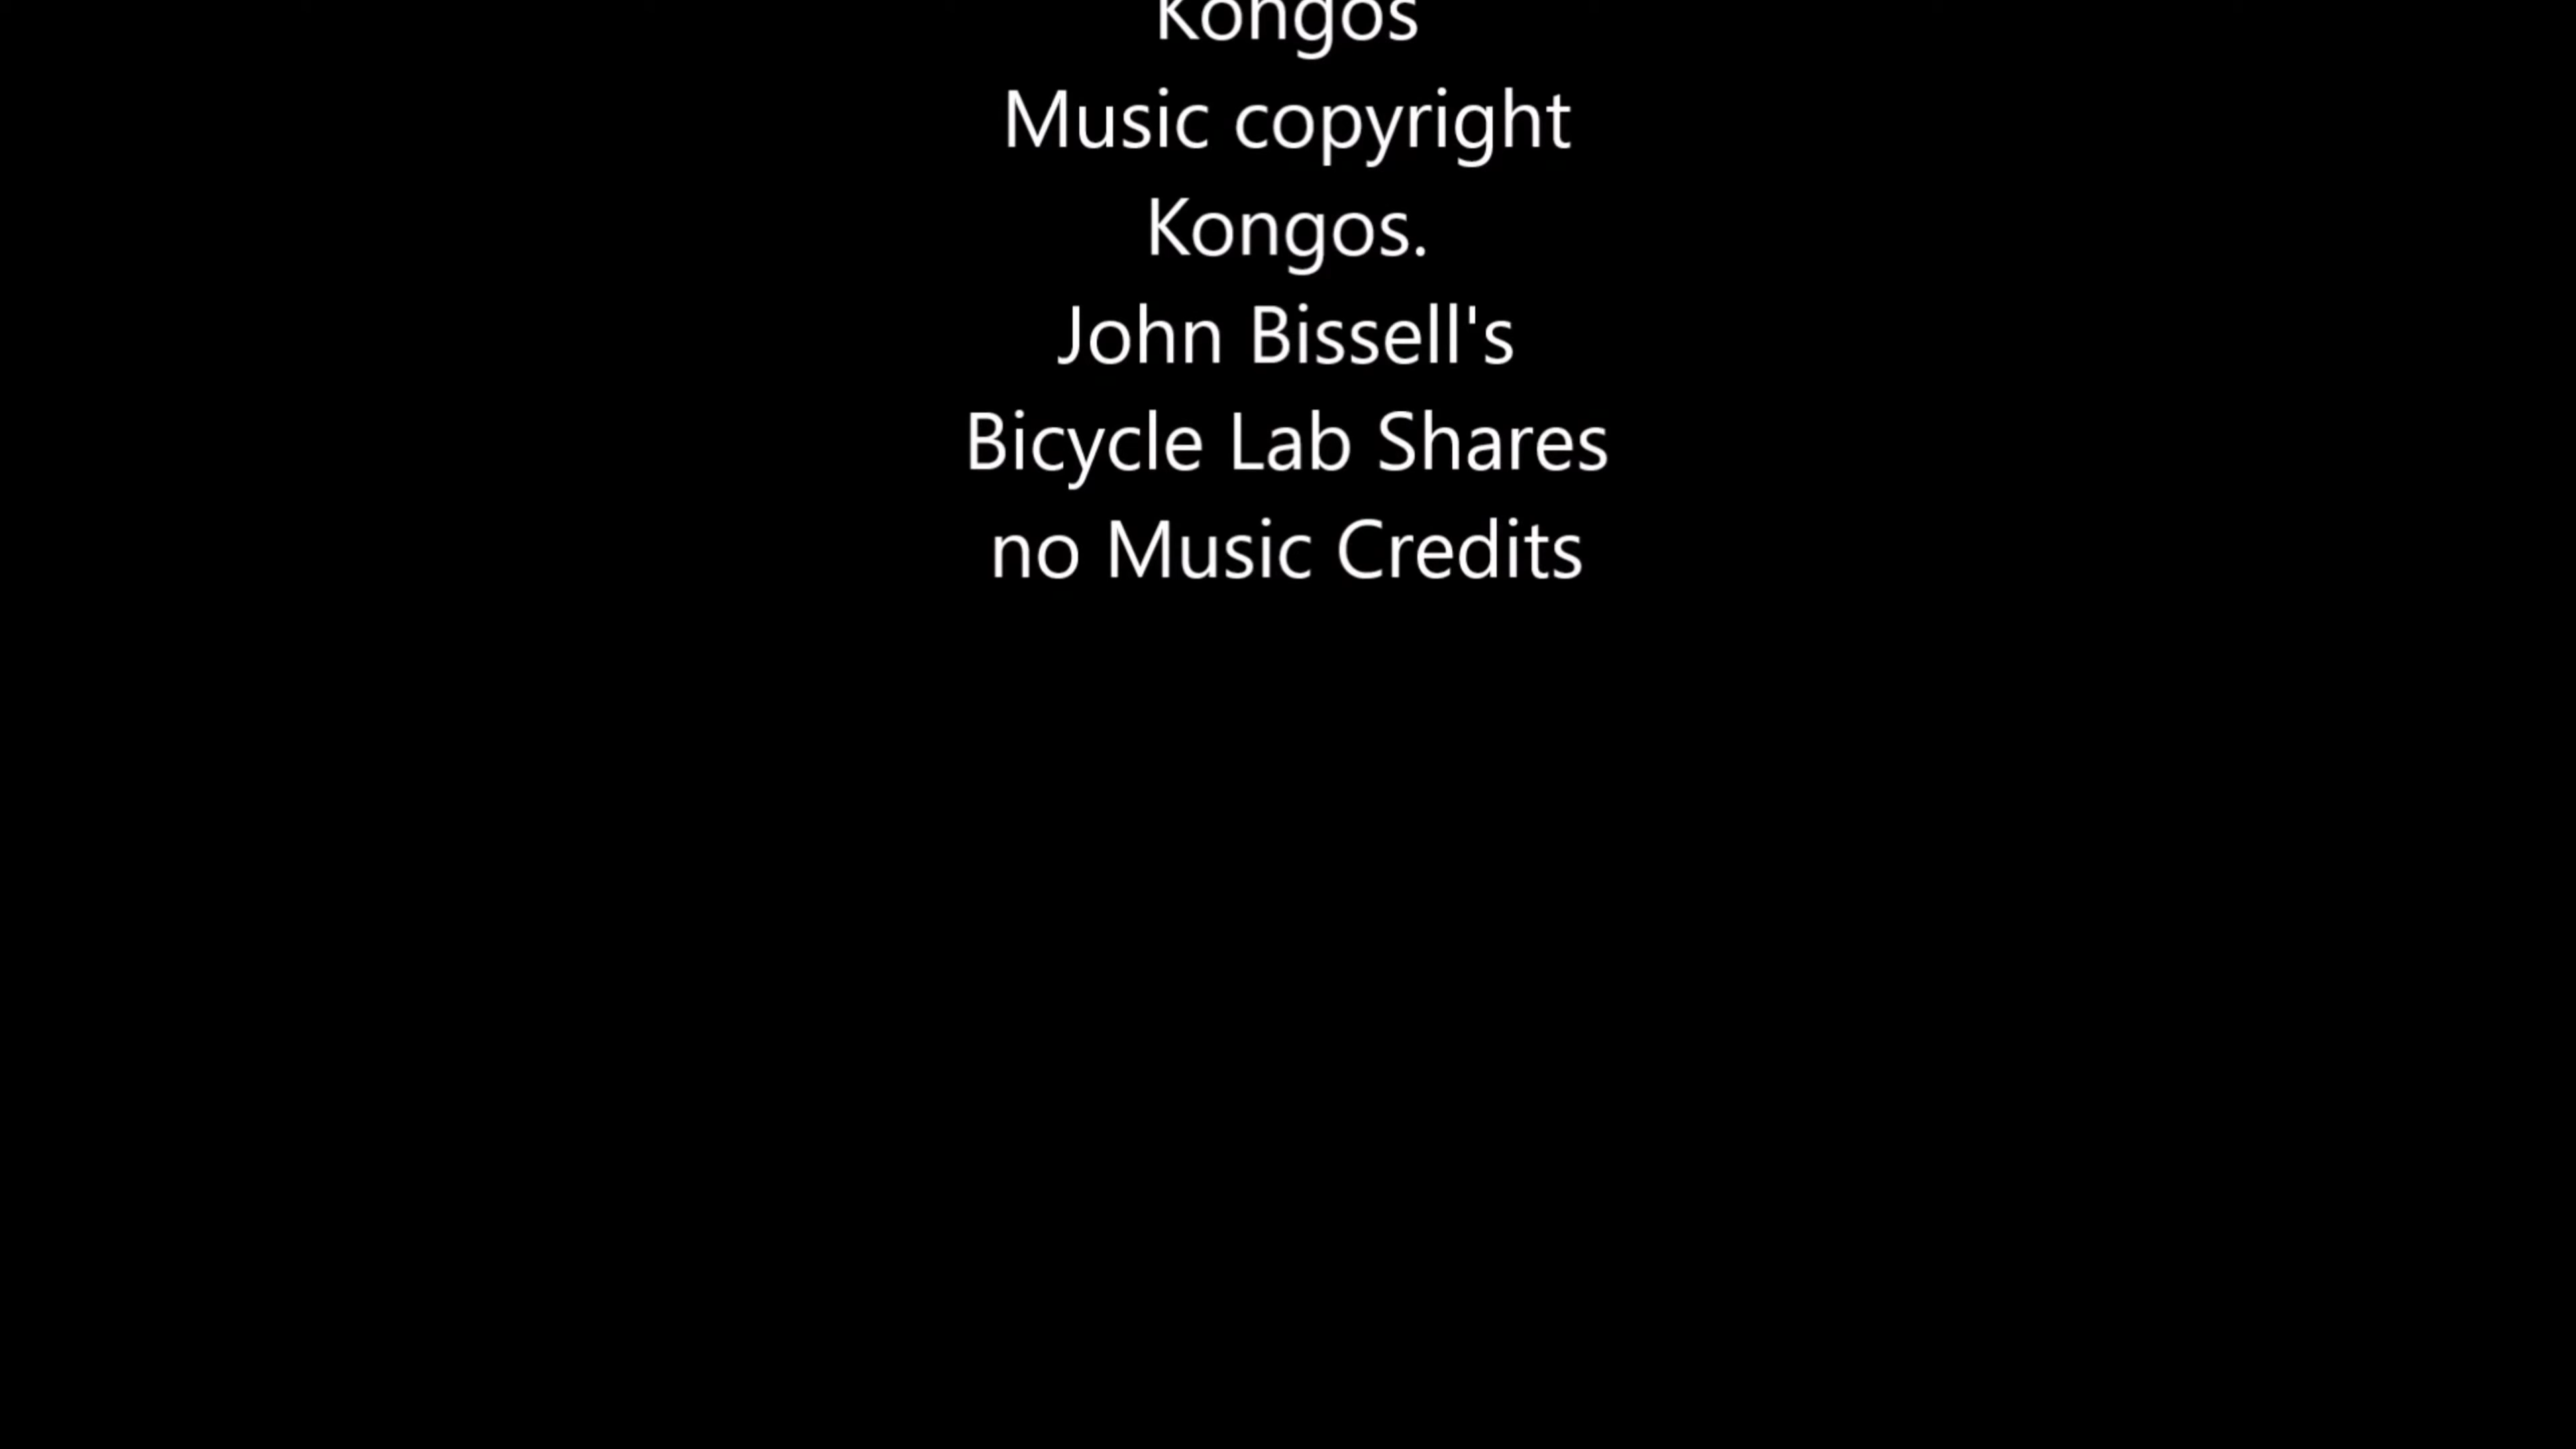 Kongos
Music copyright
Kongos.
John Bissell's
Bicycle Lab Shares
no Music Credits